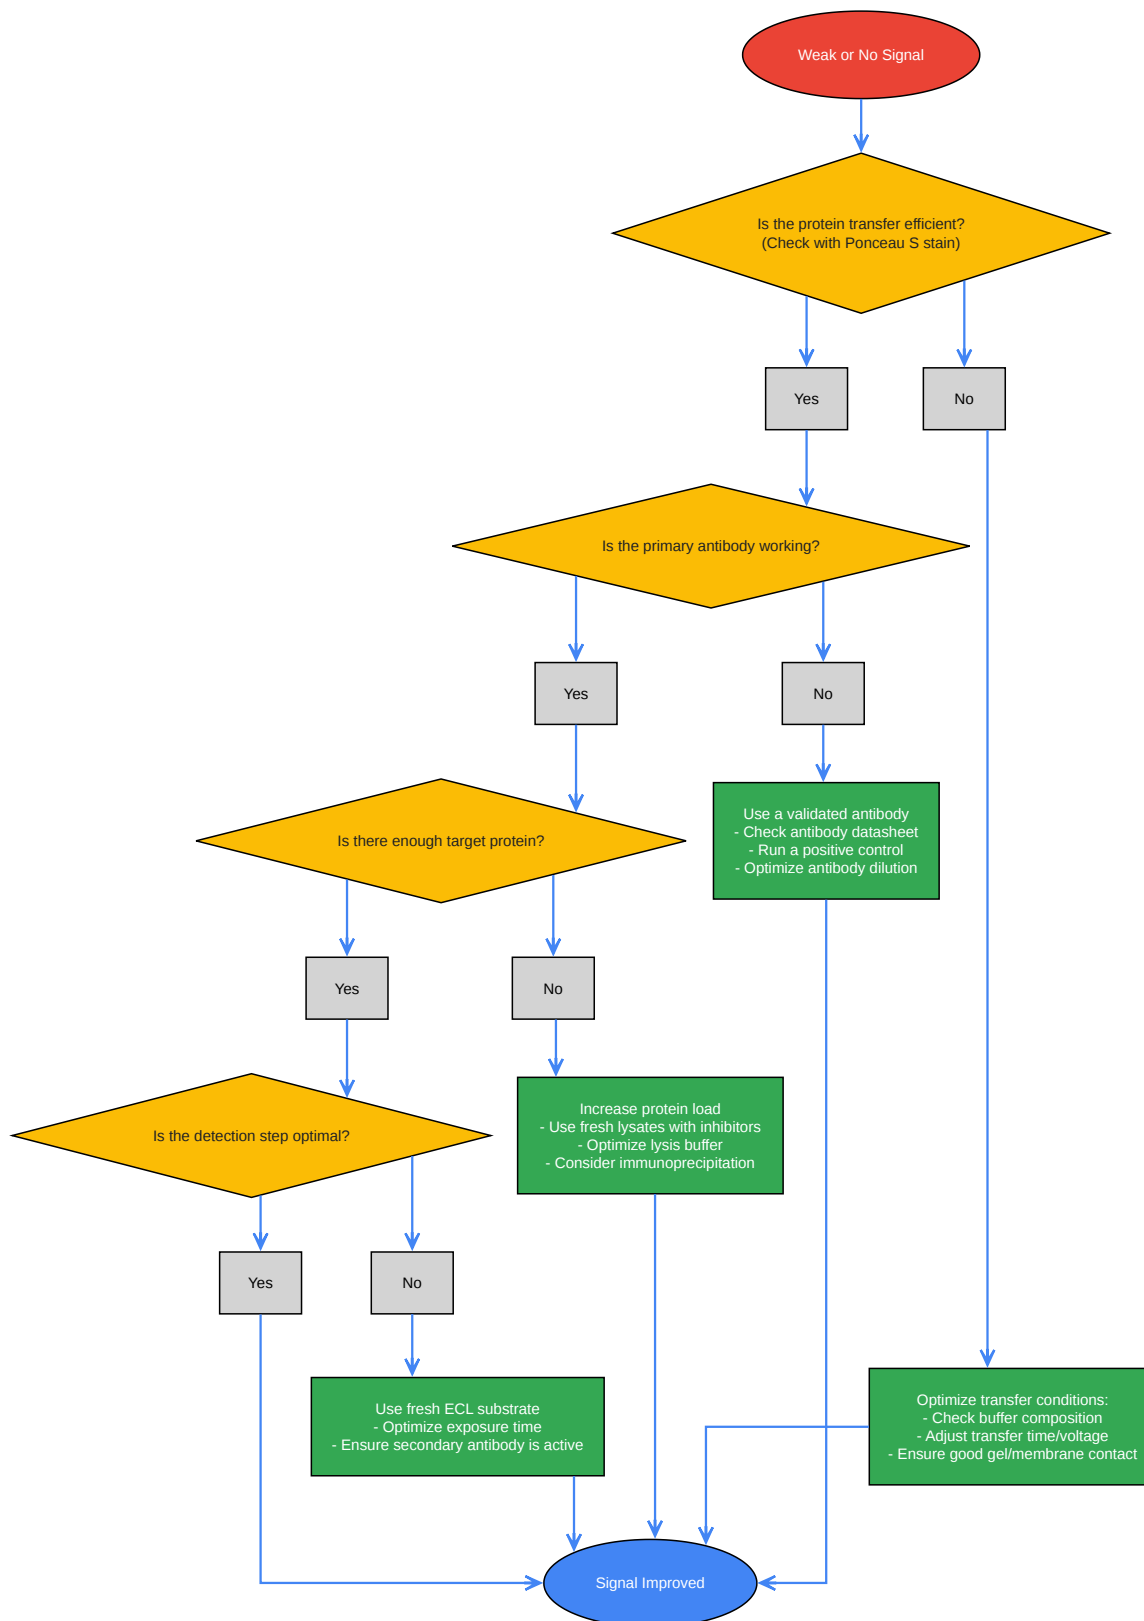 Weak or No Signal
Is the protein transfer efficient?
(Check with Ponceau S stain)
Yes
No
Is the primary antibody working?
Yes
No
Is there enough target protein?
Use a validated antibody
- Check antibody datasheet
- Run a positive control
- Optimize antibody dilution
Yes
No
Is the detection step optimal?
Increase protein load
- Use fresh lysates with inhibitors
- Optimize lysis buffer
- Consider immunoprecipitation
Yes
No
Use fresh ECL substrate
- Optimize exposure time
- Ensure secondary antibody is active
Optimize transfer conditions:
- Check buffer composition
- Adjust transfer time/voltage
- Ensure good gel/membrane contact
Signal Improved